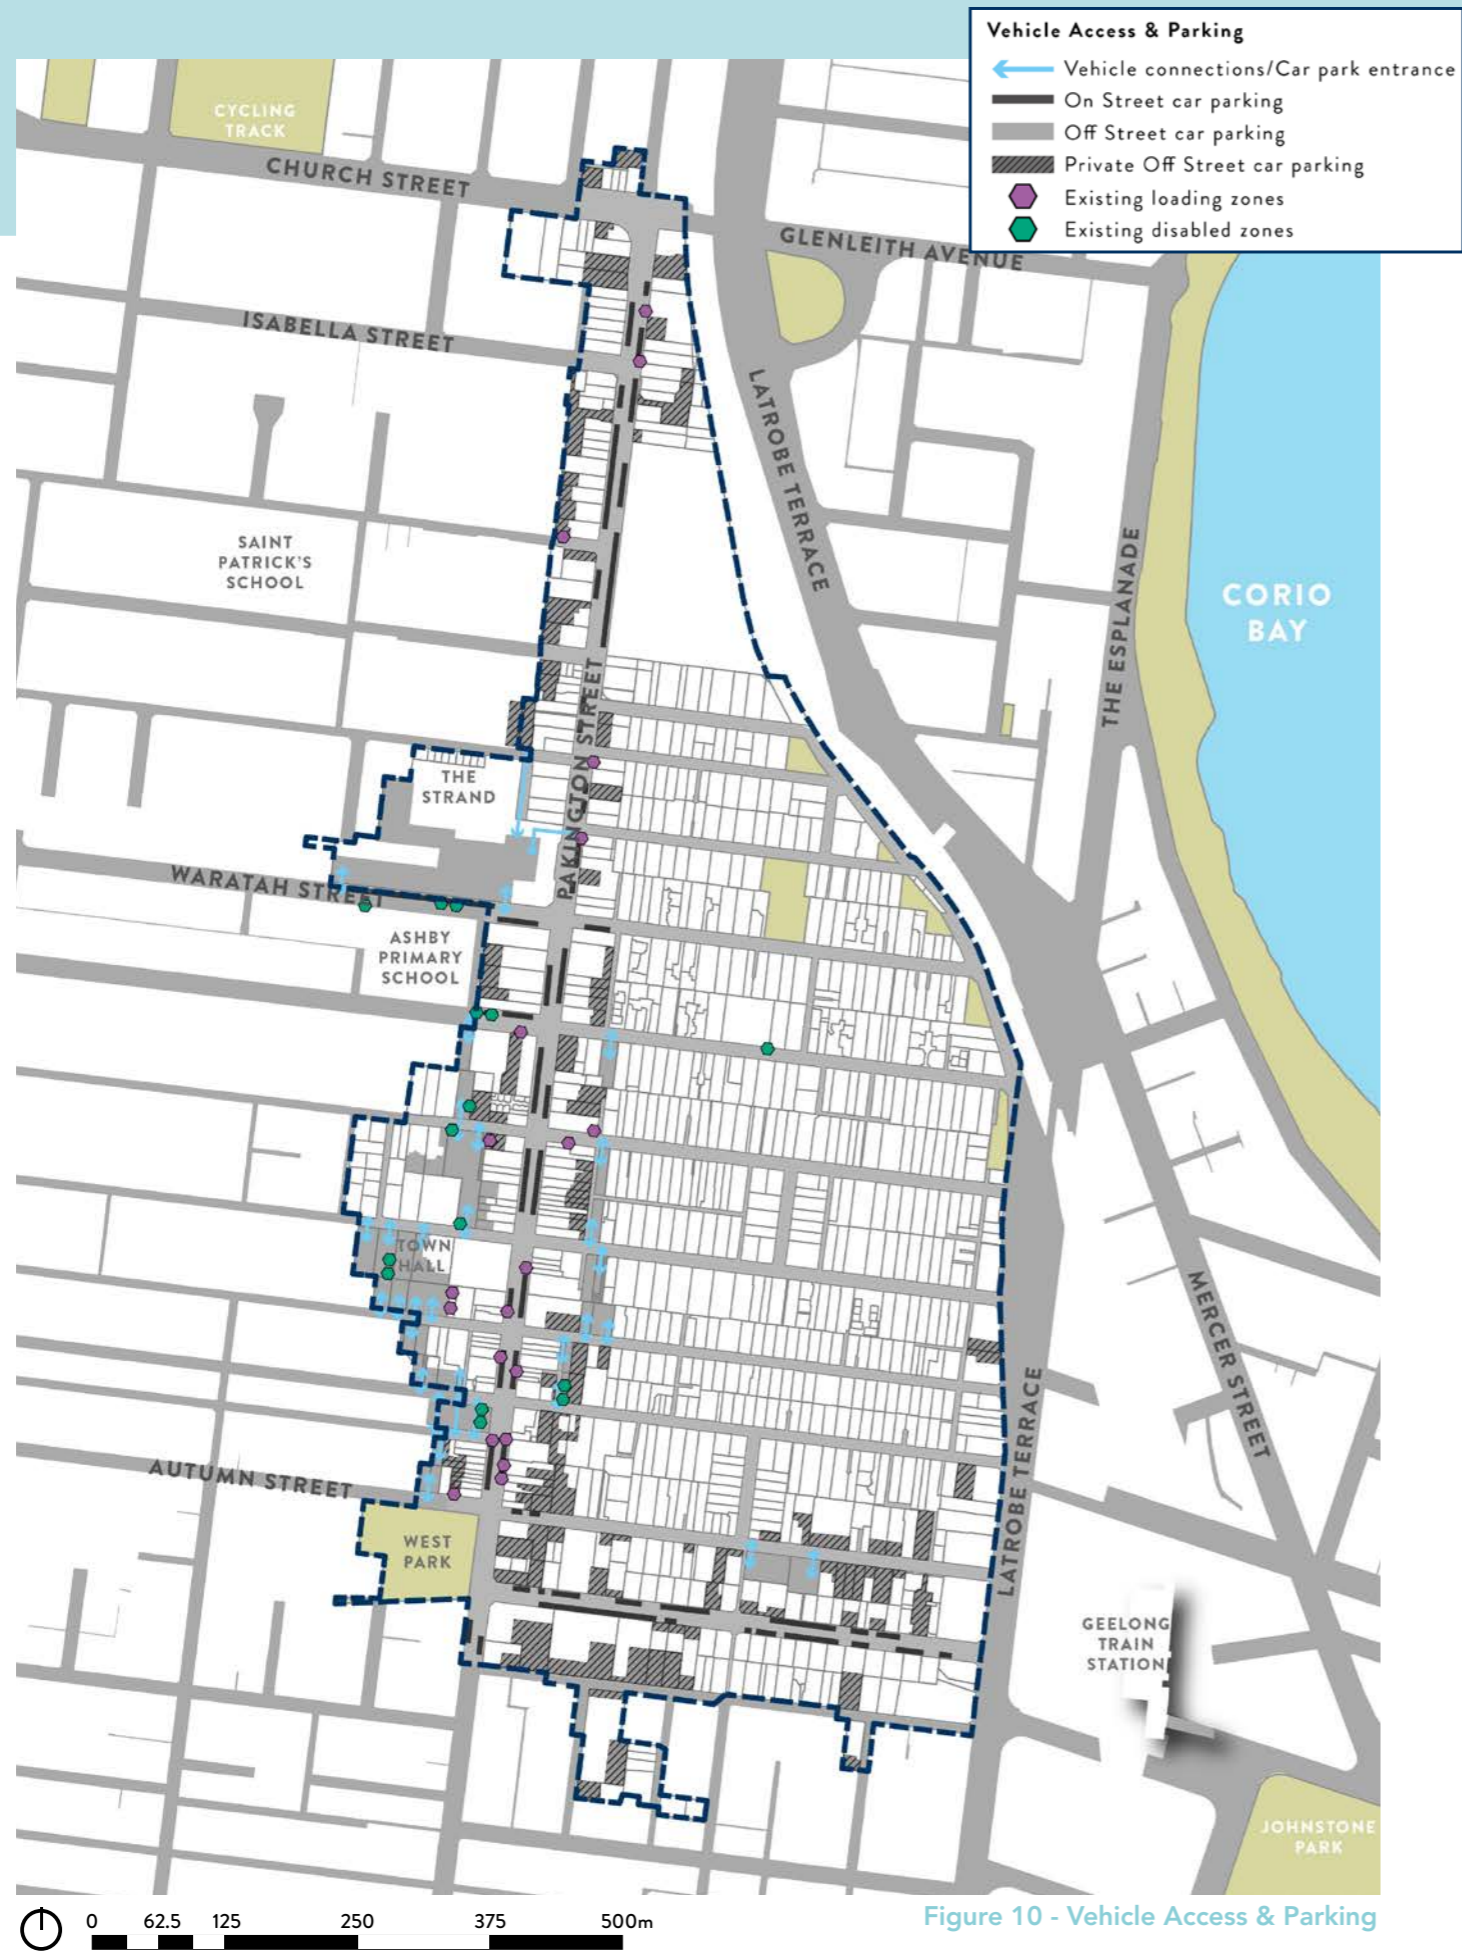 Vehicle Access & Parking
Vehicle connections/Car park entrance
On Street car parking
Off Street car parking
Private Off Street car parking
Existing loading zones
Existing disabled zones
CYCLING
TRACK
CHURCH STREET
GLENLEITH AVENUE
ISABELLA STREET
LATROBE TERRACE
SAINT
PATRICK'S
SCHOOL
THE ESPLANADE
CORIO
BAY
PAKINGTON STREET
THE
STRAND
WARATAH STREET
ASHBY
PRIMARY
SCHOOL
TOWN
HALL
MERCER STREET
LATROBE TERRACE
AUTUMN STREET
WEST
PARK
GEELONG
TRAIN
STATION
JOHNSTONE
PARK
0 62.5 125 250 375 500m
Figure 10 - Vehicle Access & Parking